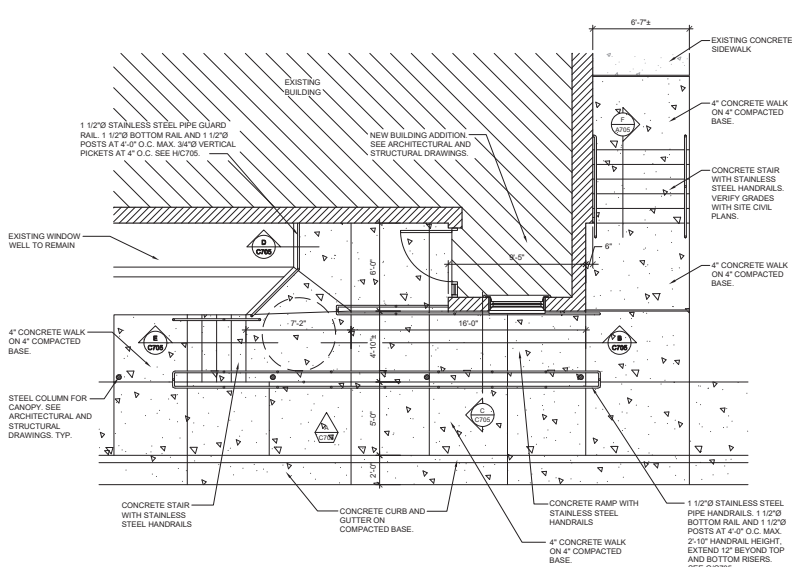 6'-7"±
EXISTING CONCRETE
SIDEWALK
EXISTING
BUILDING
F
A705
4" CONCRETE WALK
ON 4" COMPACTED
BASE.
1 1/2"Ø STAINLESS STEEL PIPE GUARD
RAIL. 1 1/2"Ø BOTTOM RAIL AND 1 1/2"Ø
POSTS AT 4'-0" O.C. MAX. 3/4"Ø VERTICAL
PICKETS AT 4" O.C. SEE H/C705.
NEW BUILDING ADDITION.
SEE ARCHITECTURAL AND
STRUCTURAL DRAWINGS.
CONCRETE STAIR
WITH STAINLESS
STEEL HANDRAILS.
VERIFY GRADES
WITH SITE CIVIL
PLANS.
EXISTING WINDOW
WELL TO REMAIN
D
C705
6'-0"
9'-5"
6"
4" CONCRETE WALK
ON 4" COMPACTED
BASE.
7'-2"
16'-0"
4" CONCRETE WALK
ON 4" COMPACTED
BASE.
E
C705
4'-10"±
B
C705
STEEL COLUMN FOR
CANOPY. SEE
ARCHITECTURAL AND
STRUCTURAL
DRAWINGS. TYP.
C705
5'-0"
C
C705
2'-0"
CONCRETE STAIR
WITH STAINLESS
STEEL HANDRAILS
CONCRETE CURB AND
GUTTER ON
COMPACTED BASE.
CONCRETE RAMP WITH
STAINLESS STEEL
HANDRAILS
4" CONCRETE WALK
ON 4" COMPACTED
BASE.
1 1/2"Ø STAINLESS STEEL
PIPE HANDRAILS. 1 1/2"Ø
BOTTOM RAIL AND 1 1/2"Ø
POSTS AT 4'-0" O.C. MAX.
2'-10" HANDRAIL HEIGHT,
EXTEND 12" BEYOND TOP
AND BOTTOM RISERS.